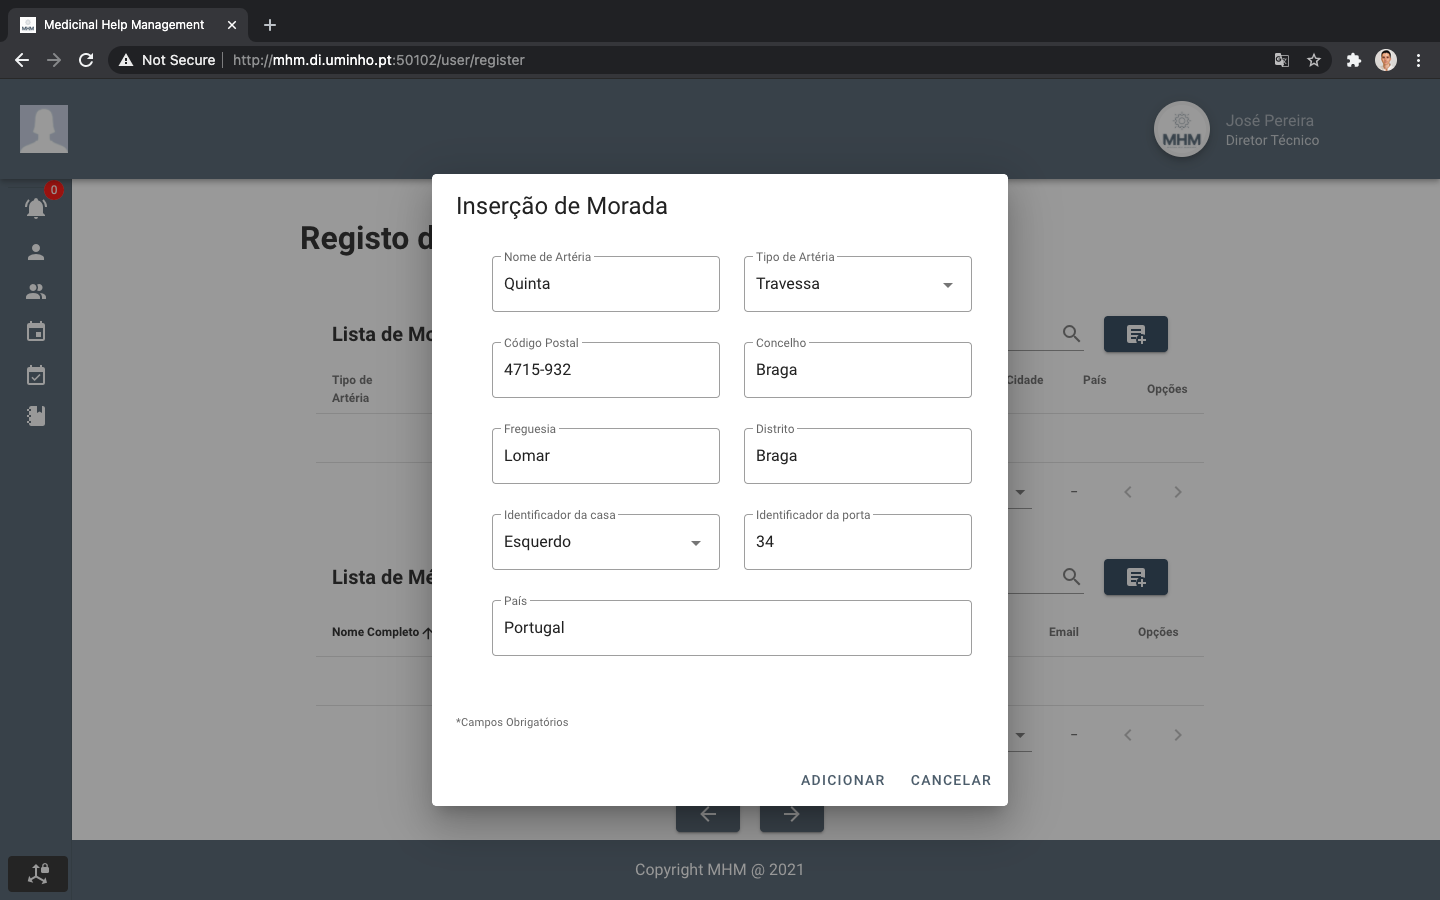 Medicinal Help Management
Not Secure
http://mhm.di.uminho.pt:50102/user/register
MHM
José Pereira
Diretor Técnico
0
Registo d
Inserção de Morada
Nome de Artéria
Quinta
Tipo de Artéria
Travessa
Lista de Mo
Código Postal
4715-932
Concelho
Braga
Tipo de
Artéria
Cidade
País
Opções
Freguesia
Lomar
Distrito
Braga
–
Identificador da casa
Esquerdo
Identificador da porta
34
Lista de Mé
País
Portugal
Nome Completo
Email
Opções
*Campos Obrigatórios
–
ADICIONAR
CANCELAR
Copyright MHM @ 2021